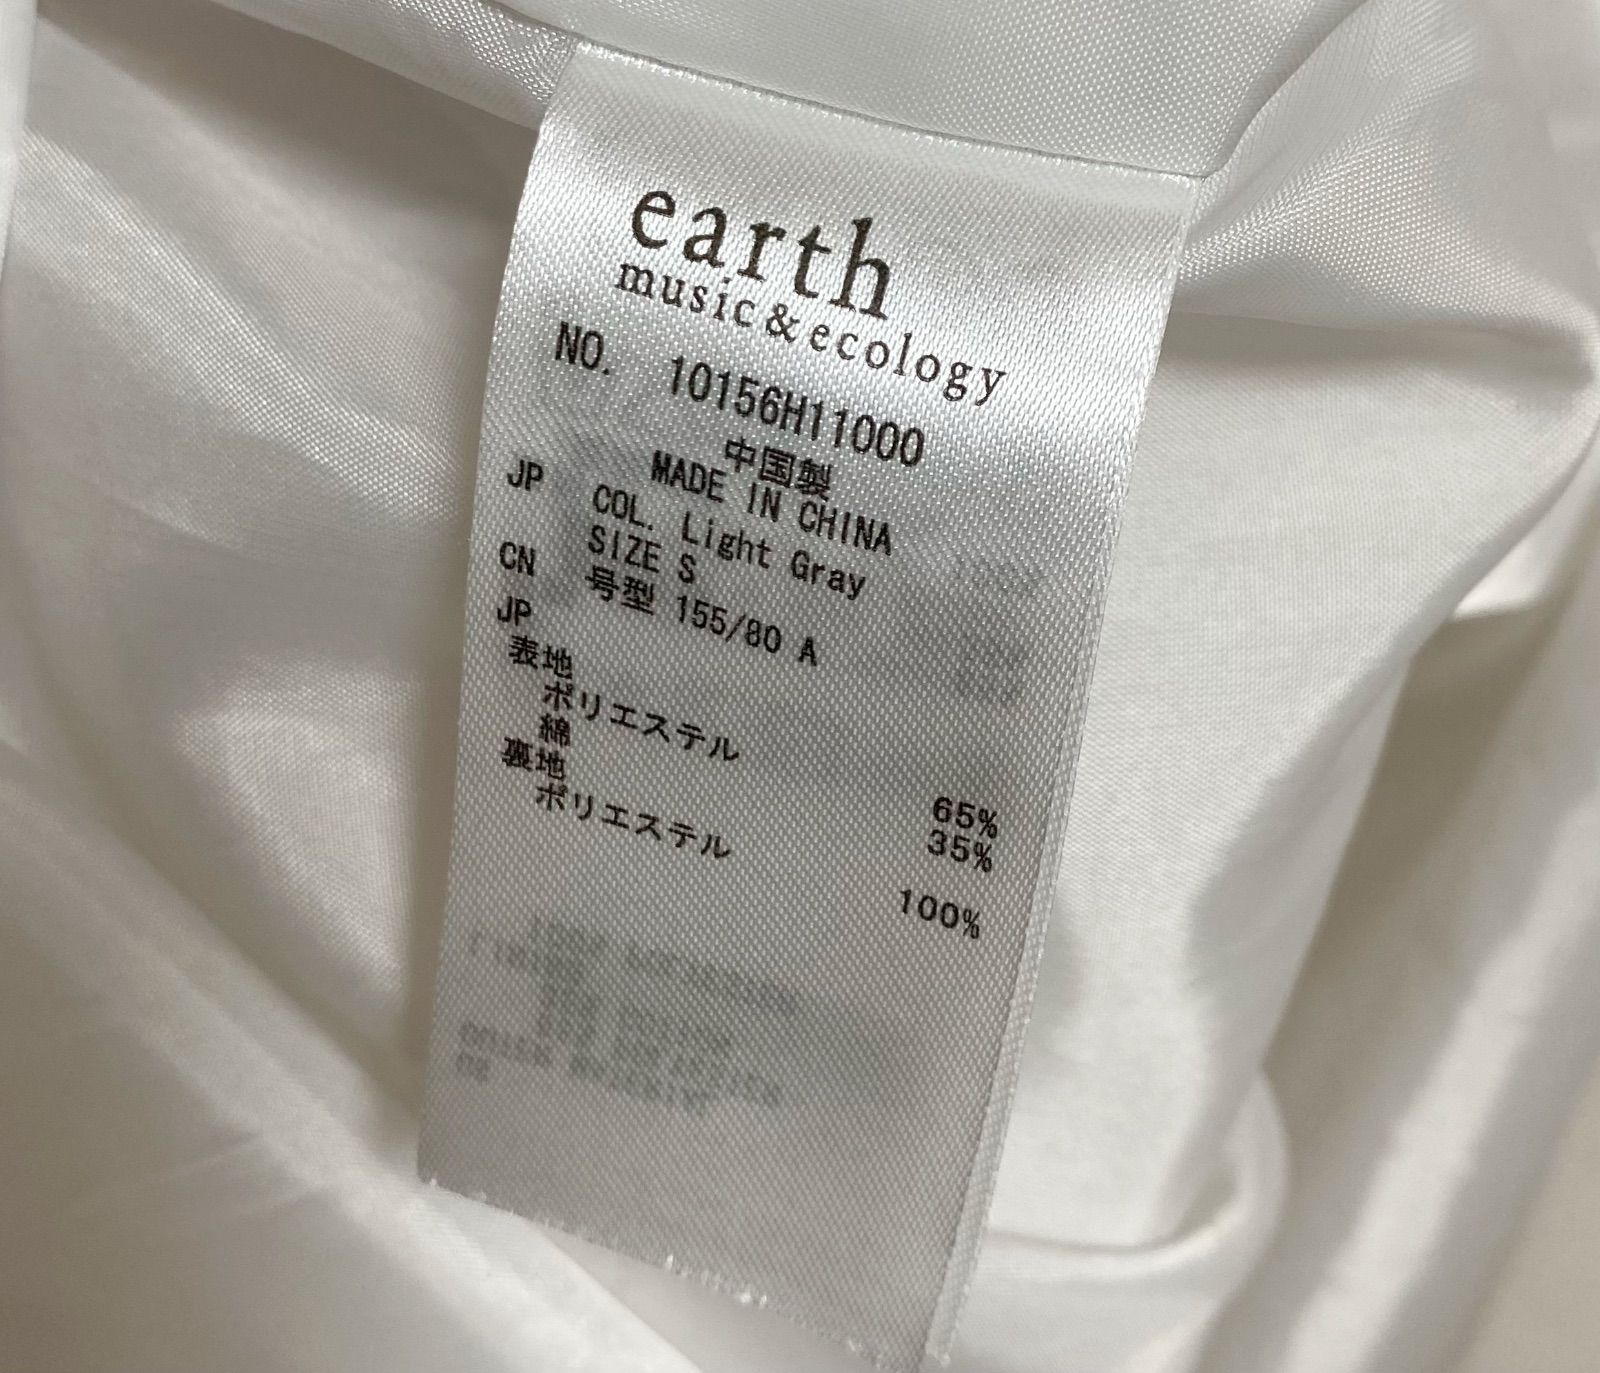 earth
music&ecology
NO. 10156H11000
中国製
MADE IN CHINA
JP COL. Light Gray
SIZE S
CN 号型 155/80 A
JP
表地
ポリエステル 65%
綿 35%
裏地
ポリエステル 100%